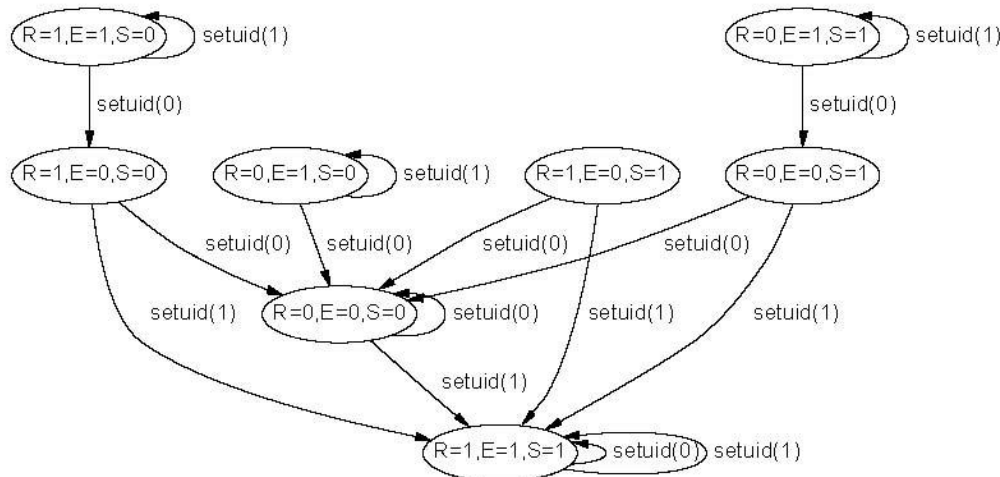 R=1,E=1,S=0
setuid(1)
R=0,E=1,S=1
setuid(1)
setuid(0)
setuid(0)
R=1,E=0,S=0
R=0,E=1,S=0
setuid(1)
R=1,E=0,S=1
R=0,E=0,S=1
setuid(0)
setuid(0)
setuid(0)
setuid(0)
setuid(1)
R=0,E=0,S=0
setuid(0)
setuid(1)
setuid(1)
setuid(1)
R=1,E=1,S=1
setuid(0)
setuid(1)